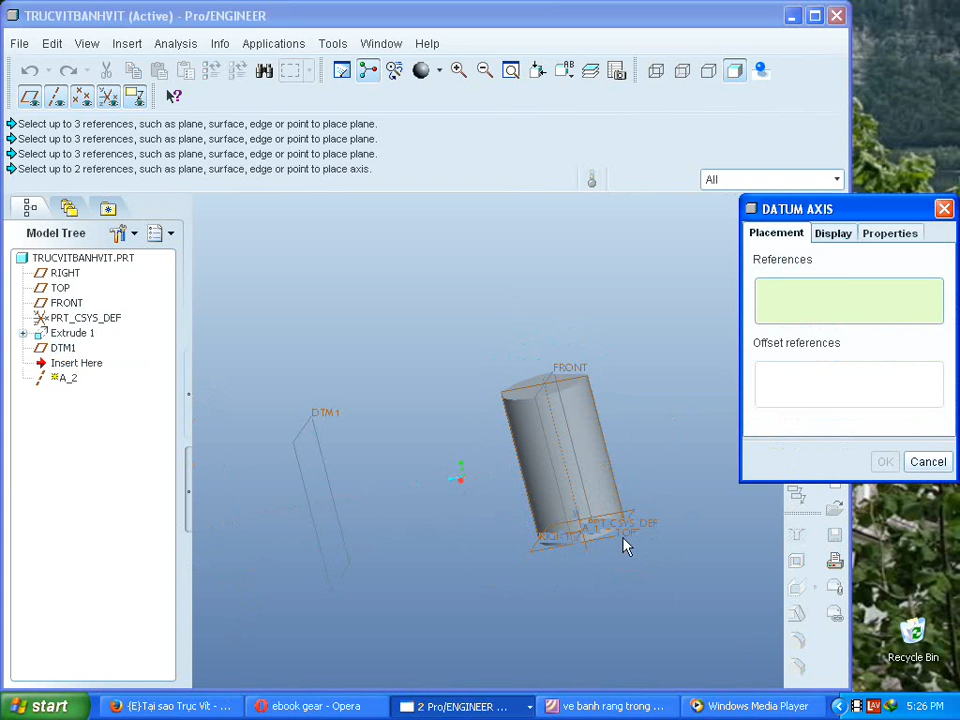 TRUCVITBANHVIT (Active) - Pro/ENGINEER
File Edit View Insert Analysis Info Applications Tools Window Help
Select up to 3 references, such as plane, surface, edge or point to place plane.
Select up to 3 references, such as plane, surface, edge or point to place plane.
Select up to 3 references, such as plane, surface, edge or point to place plane.
Select up to 2 references, such as plane, surface, edge or point to place axis.
All
Model Tree
TRUCVITBANHVIT.PRT
RIGHT
TOP
FRONT
PRT_CSYS_DEF
Extrude 1
DTM1
Insert Here
A_2
DATUM AXIS
Placement Display Properties
References
Offset references
OK Cancel
FRONT
DTM1
PRT_CSYS_DEF
TOP
Recycle Bin
start
{E}Tại sao Trục Vít - ...
ebook gear - Opera
2 Pro/ENGINEER ...
ve banh rang trong ...
Windows Media Player
5:26 PM